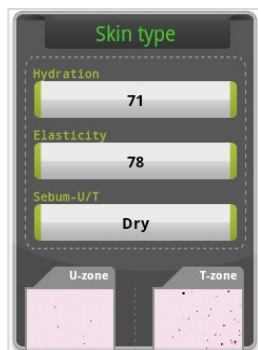 Skin type
Hydration
71
Elasticity
78
Sebum-U/T
Dry
U-zone
T-zone